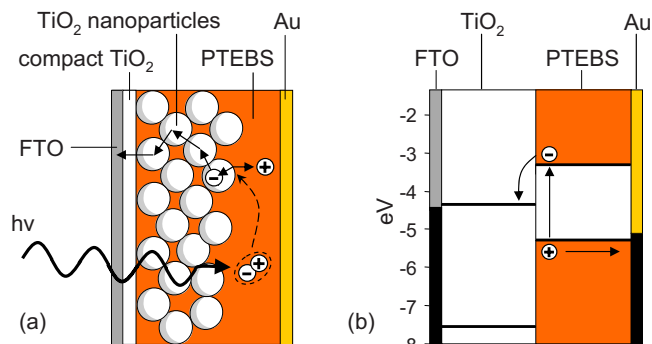 TiO2 nanoparticles
Au
compact TiO2
PTEBS
FTO
hν
(a)
TiO2
Au
FTO
PTEBS
-2
-3
-4
eV
-5
-6
-7
-8
(b)